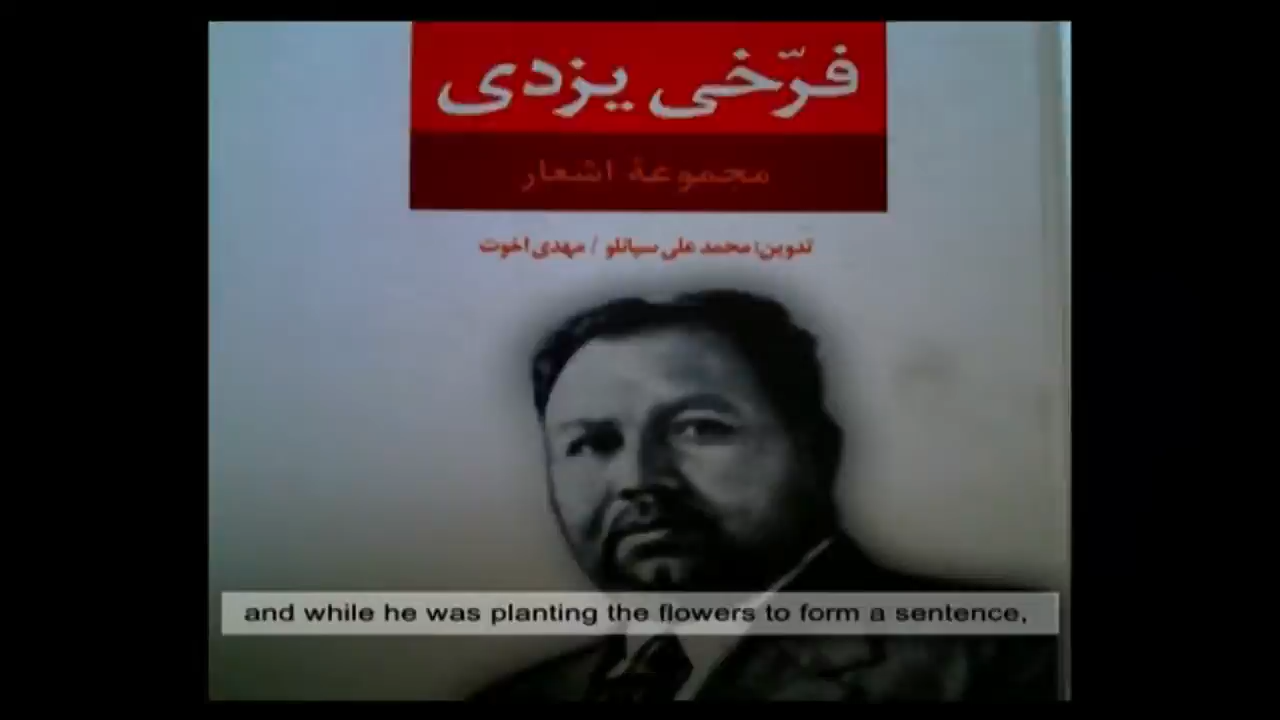 فرّخی یزدی
مجموعهٔ اشعار
تدوین: محمد علی سپانلو / مهدی اخوت
and while he was planting the flowers to form a sentence,